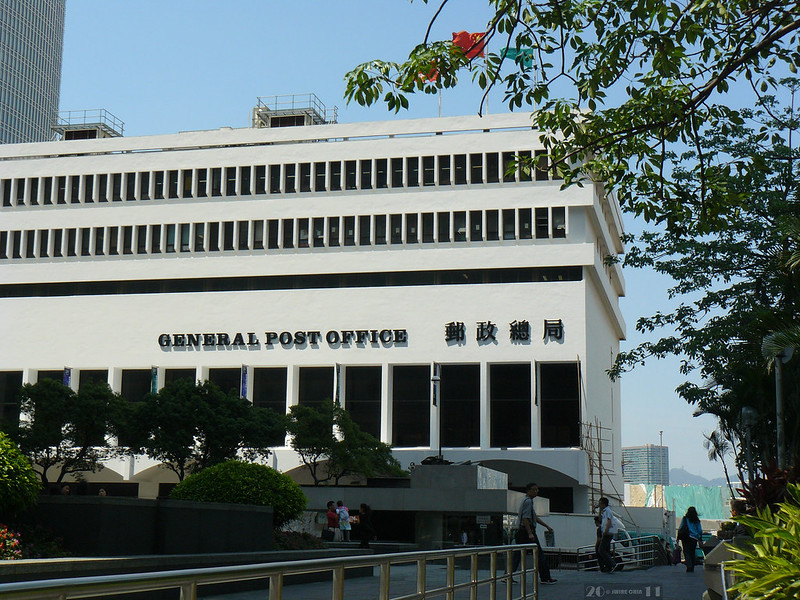 GENERAL POST OFFICE 郵政總局